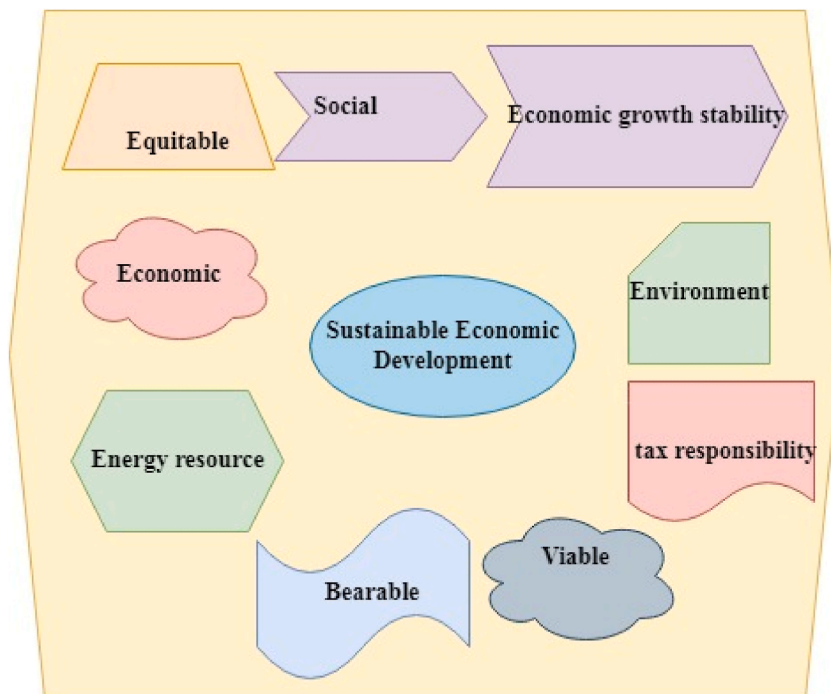 Equitable
Social
Economic growth stability
Economic
Environment
Sustainable Economic
Development
Energy resource
tax responsibility
Bearable
Viable